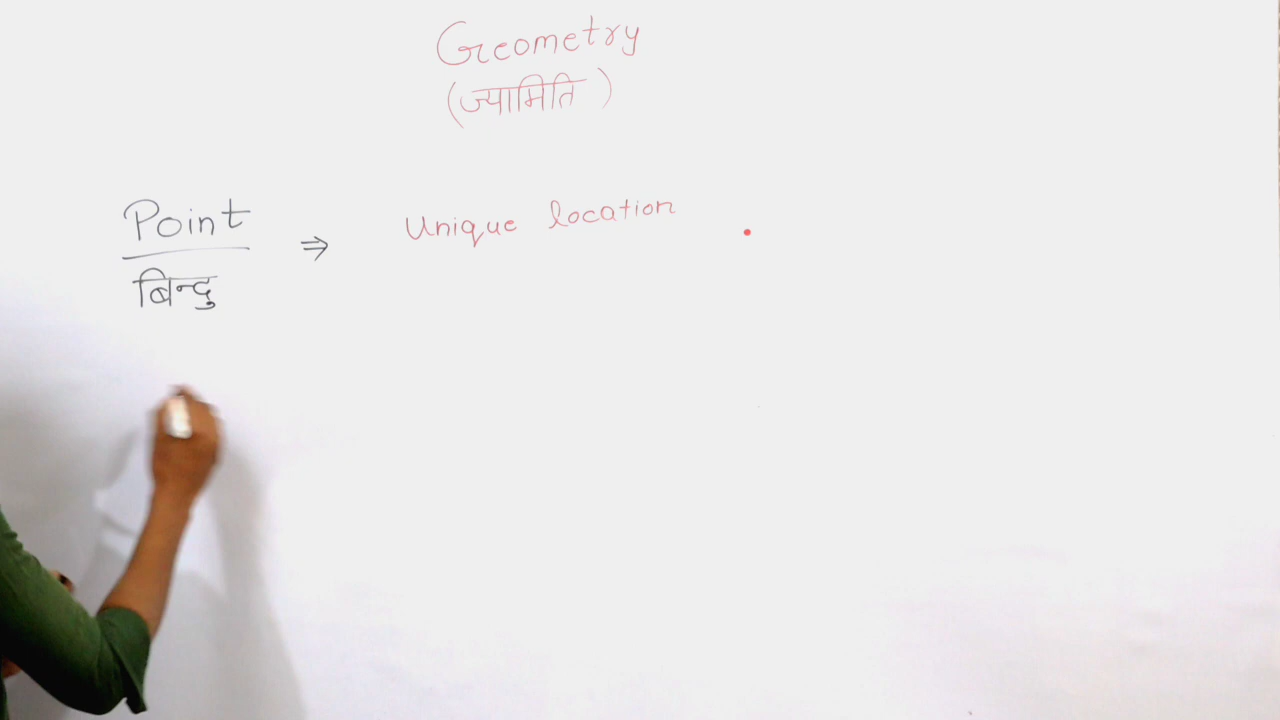 Geometry
(ज्यामिति)
Point ⇒ Unique location .
बिन्दु